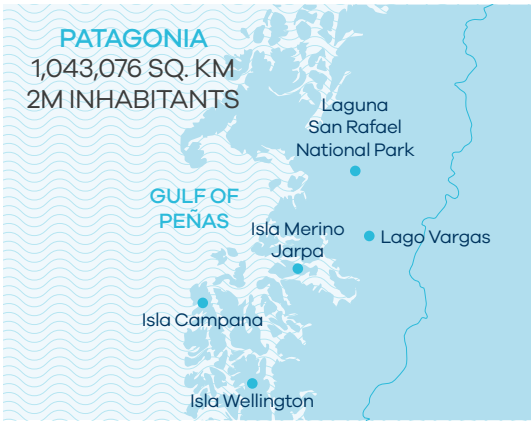 PATAGONIA
1,043,076 SQ. KM
2M INHABITANTS
Laguna
San Rafael
National Park
GULF OF
PEÑAS
Isla Merino
Jarpa
Lago Vargas
Isla Campana
Isla Wellington